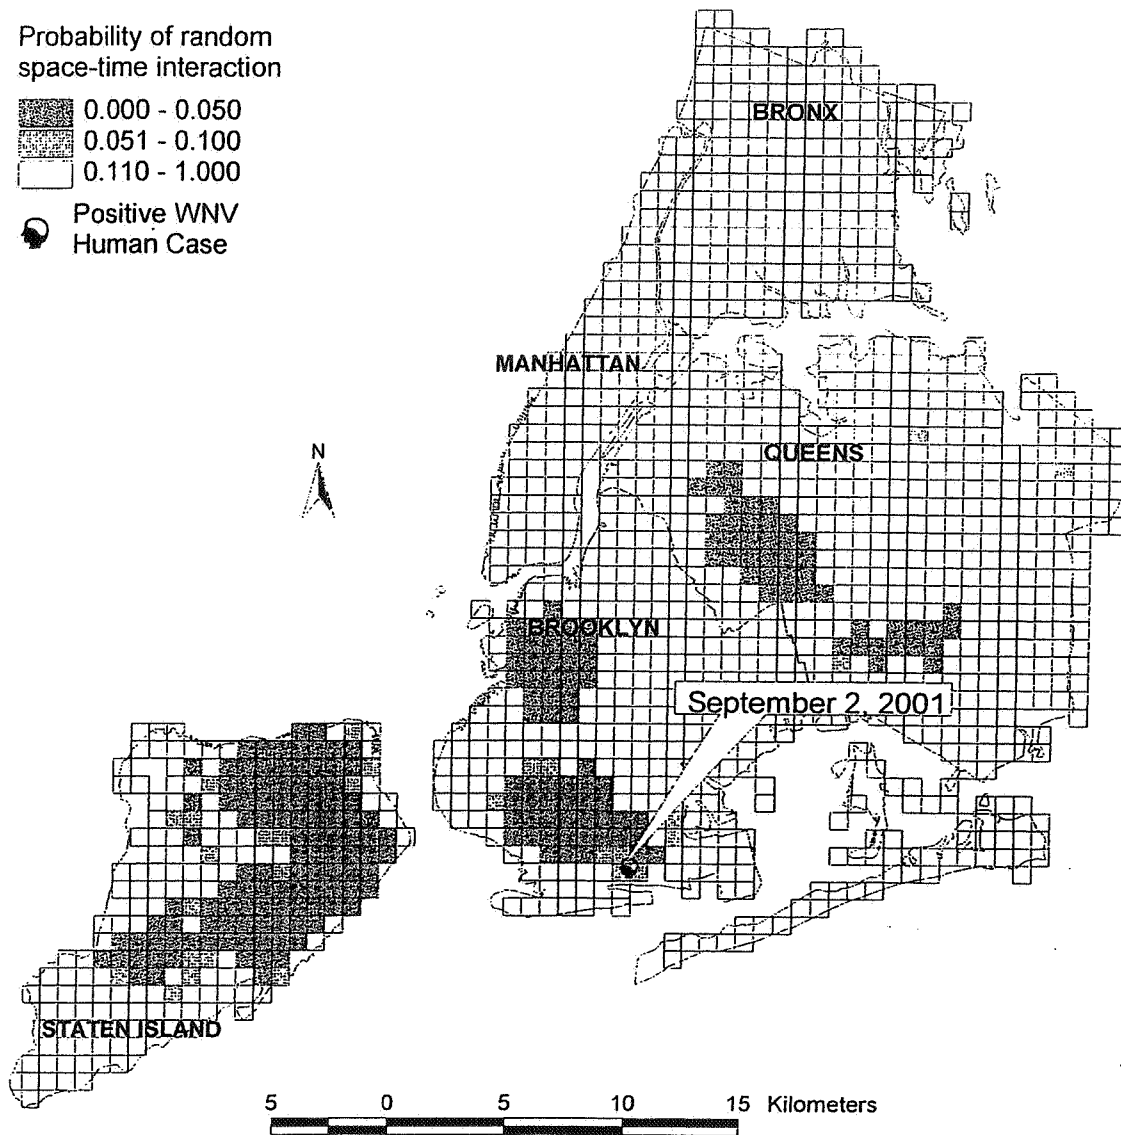 Probability of random
space-time interaction
0.000 - 0.050
0.051 - 0.100
0.110 - 1.000
Positive WNV
Human Case
BRONX
MANHATTAN
QUEENS
N
BROOKLYN
September 2, 2001
STATEN ISLAND
5 0 5 10 15 Kilometers